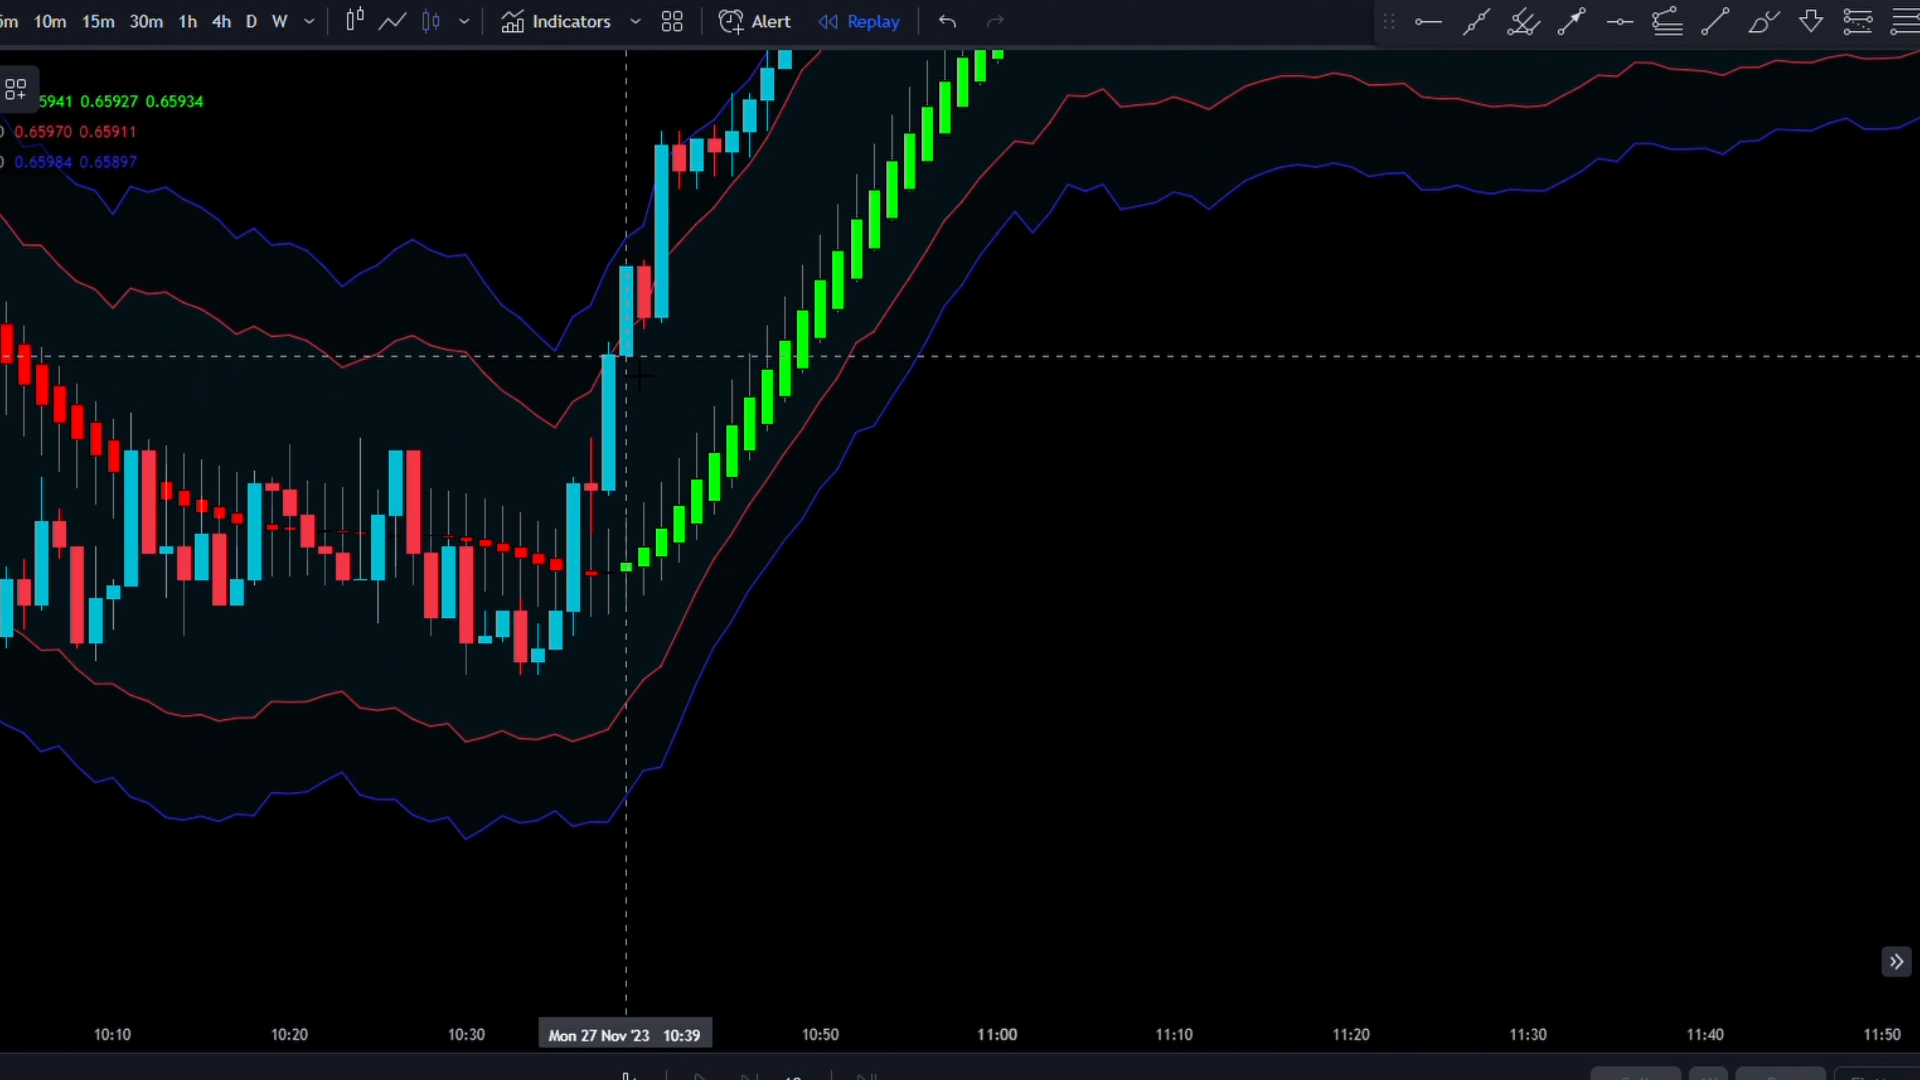 10m 15m 30m 1h 4h D W Indicators Alert Replay
5941 0.65927 0.65934
0 0.65970 0.65911
0 0.65984 0.65897
10:10 10:20 10:30 Mon 27 Nov '23 10:39 10:50 11:00 11:10 11:20 11:30 11:40 11:50